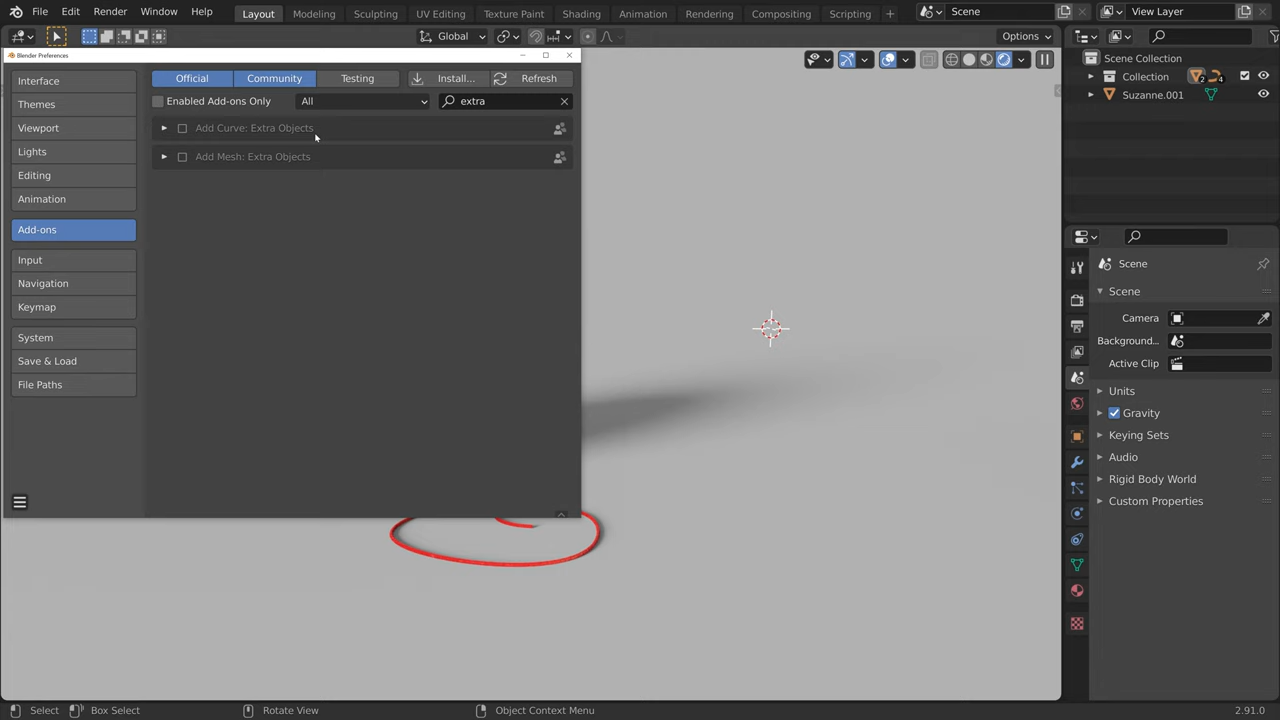 File Edit Render Window Help Layout Modeling Sculpting UV Editing Texture Paint Shading Animation Rendering Compositing Scripting + Scene View Layer
Global Options
Blender Preferences
Interface
Themes
Viewport
Lights
Editing
Animation
Add-ons
Input
Navigation
Keymap
System
Save & Load
File Paths
Official Community Testing Install... Refresh
Enabled Add-ons Only All extra
Add Curve: Extra Objects
Add Mesh: Extra Objects
Scene Collection
Collection 2 4
Suzanne.001
Scene
Scene
Camera
Background...
Active Clip
Units
Gravity
Keying Sets
Audio
Rigid Body World
Custom Properties
Select Box Select Rotate View Object Context Menu 2.91.0